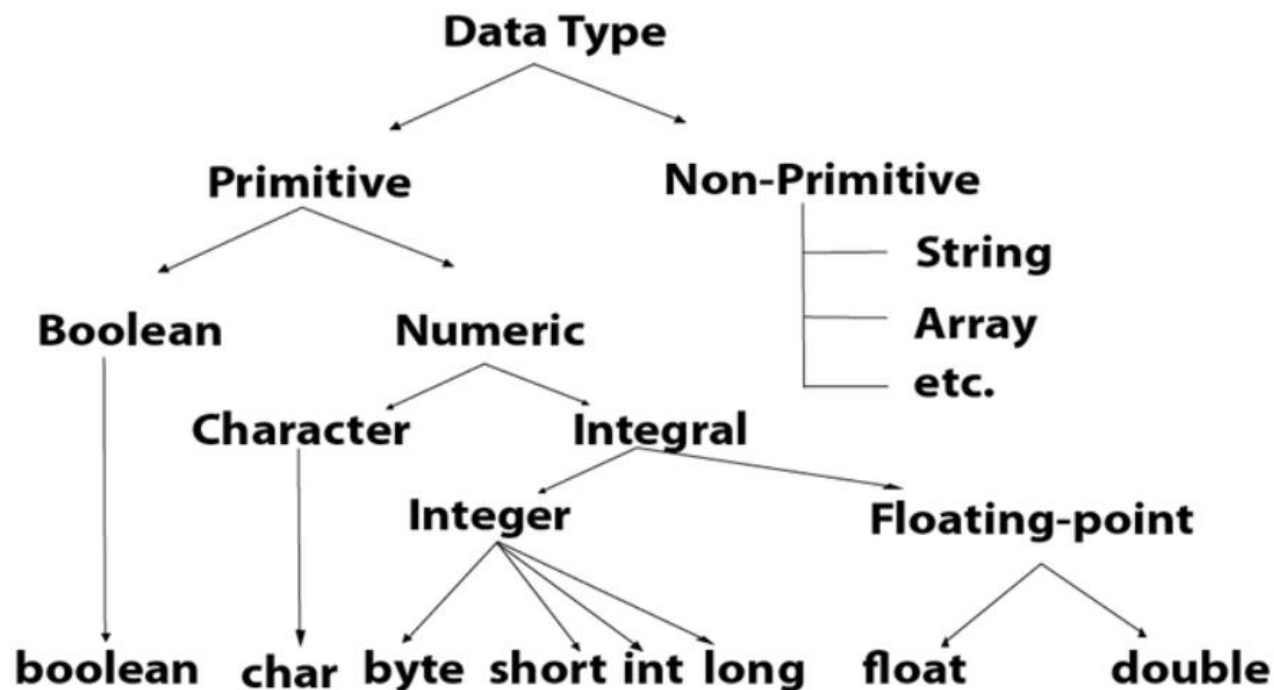 Data Type
Primitive
Non-Primitive
String
Array
etc.
Boolean
Numeric
Character
Integral
Integer
Floating-point
boolean
char
byte
short
int
long
float
double